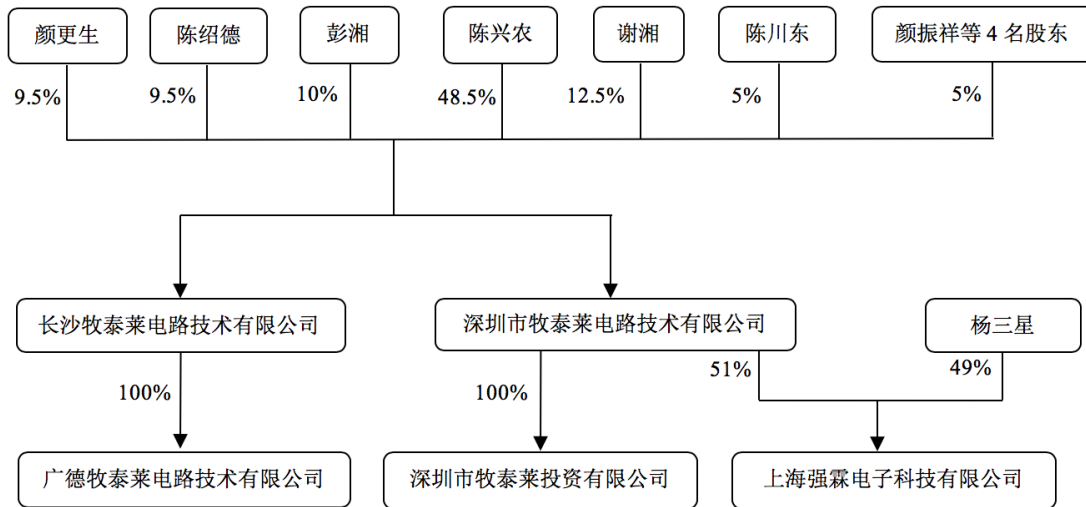 颜更生
陈绍德
彭湘
陈兴农
谢湘
陈川东
颜振祥等 4 名股东
9.5%
9.5%
10%
48.5%
12.5%
5%
5%
长沙牧泰莱电路技术有限公司
深圳市牧泰莱电路技术有限公司
杨三星
100%
100%
51%
49%
广德牧泰莱电路技术有限公司
深圳市牧泰莱投资有限公司
上海强霖电子科技有限公司